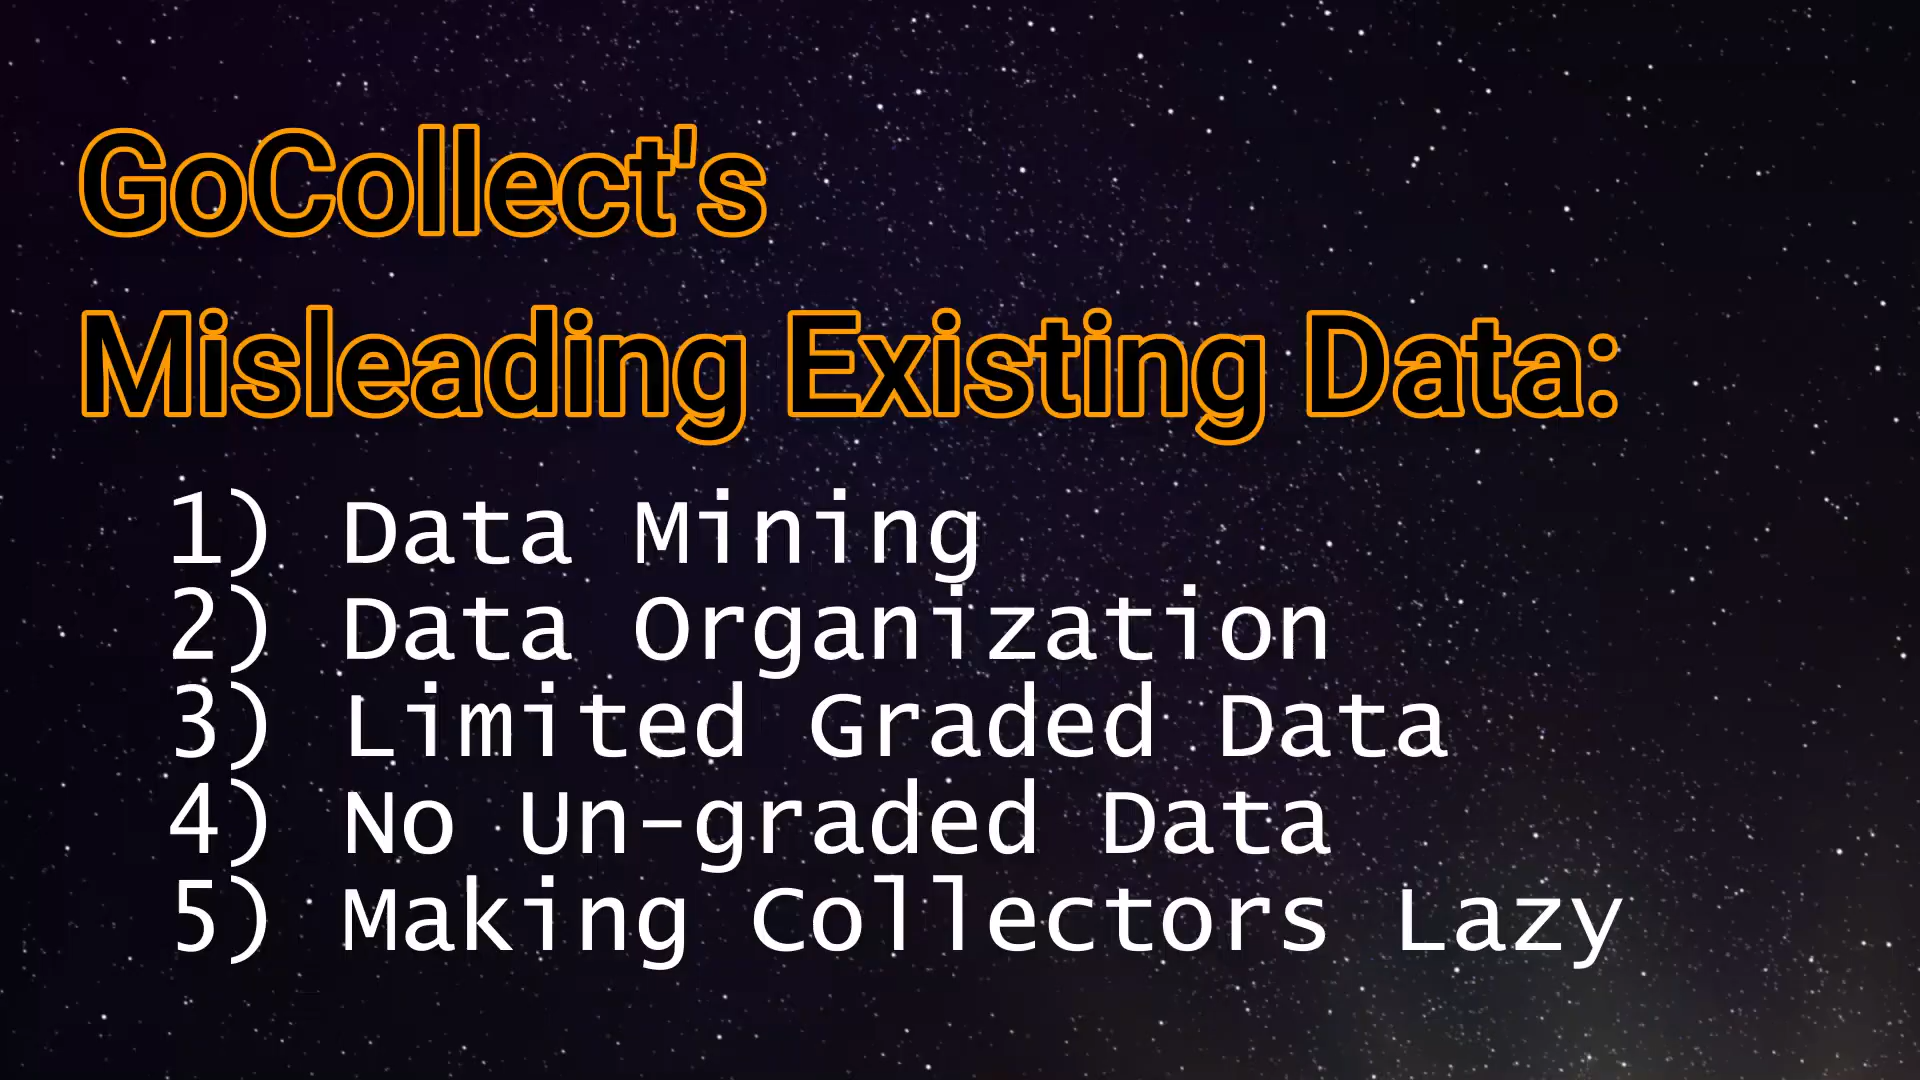 GoCollect's
Misleading Existing Data:
1) Data Mining
2) Data Organization
3) Limited Graded Data
4) No Un-graded Data
5) Making Collectors Lazy